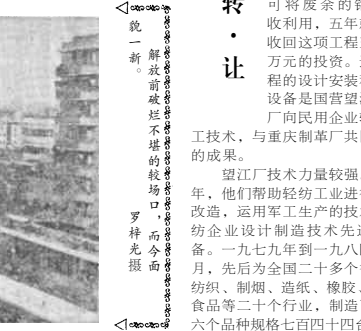 转·让
可将废杂的
收利用，五年
收回这项工程
万元的投资。
程的设计安装
设备是国营望
厂向民用企业
工技术，与重庆制革厂共
的成果。
望江厂技术力量较强
年，他们帮助轻纺工业进
改造，运用军工生产的技
纺企业设计制造技术先
备。一九七九年到一九八
月，先后为全国二十多个
纺织、制烟、造纸、橡胶、
食品等二十个行业，制造
六个品种规格七百四十四台
解放前破烂不堪的较场口，而今面
貌一新。 罗梓光摄